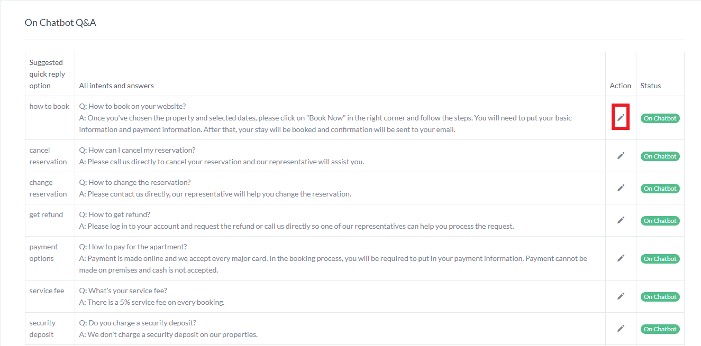 On Chatbot Q&A
Suggested
quick reply
option
All intents and answers
Action
Status
how to book
Q: How to book on your website?
A: Once you've chosen the property and selected dates, please click on "Book Now" in the right corner and follow the steps. You will need to put your basic
information and payment information. After that, your stay will be booked and confirmation will be sent to your email.
On Chatbot
cancel
reservation
Q: How can I cancel my reservation?
A: Please call us directly to cancel your reservation and our representative will assist you.
On Chatbot
change
reservation
Q: How to change the reservation?
A: Please contact us directly, our representative will help you change the reservation.
On Chatbot
get refund
Q: How to get refund?
A: Please log in to your account and request the refund or call us directly so one of our representatives can help you process the request.
On Chatbot
payment
options
Q: How to pay for the apartment?
A: Payment is made online and we accept every major card. In the booking process, you will be required to put in your payment information. Payment cannot be
made on premises and cash is not accepted.
On Chatbot
service fee
Q: What's your service fee?
A: There is a 5% service fee on every booking.
On Chatbot
security
deposit
Q: Do you charge a security deposit?
A: We don't charge a security deposit on our properties.
On Chatbot